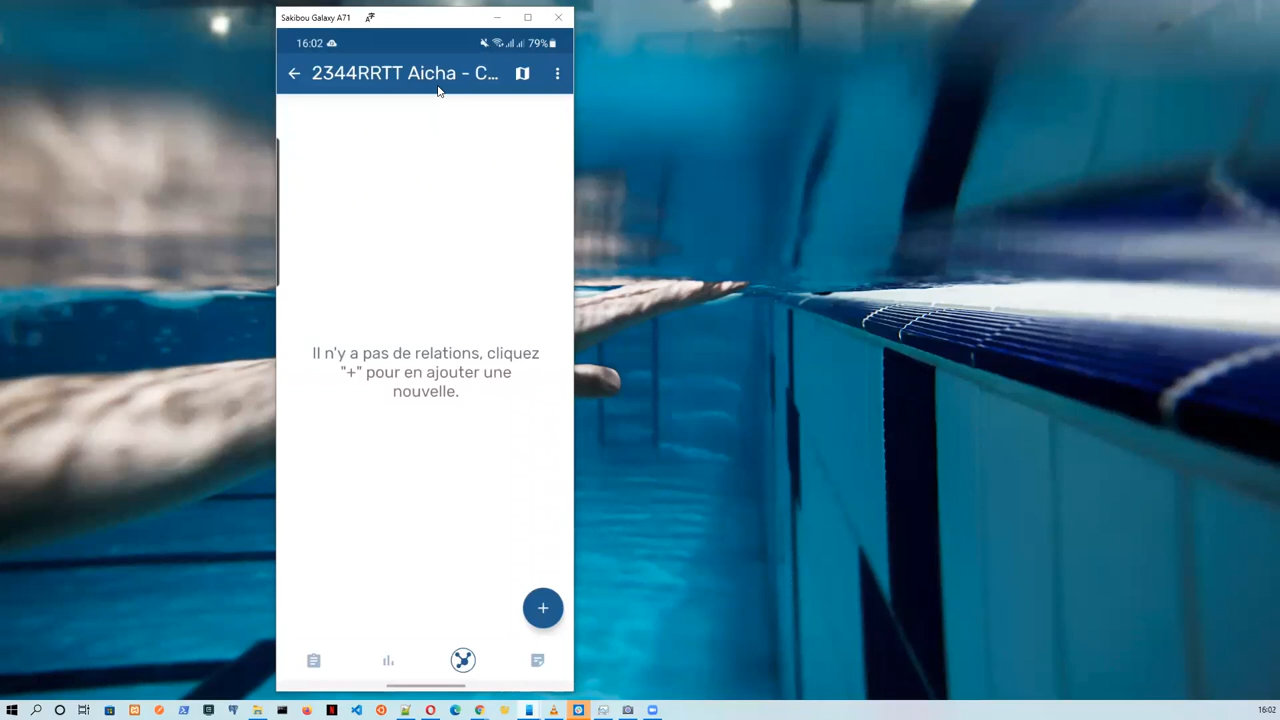 Sakibou Galaxy A71
16:02
79%
2344RRTT Aicha - C...
Il n'y a pas de relations, cliquez
"+" pour en ajouter une
nouvelle.
+
16:02